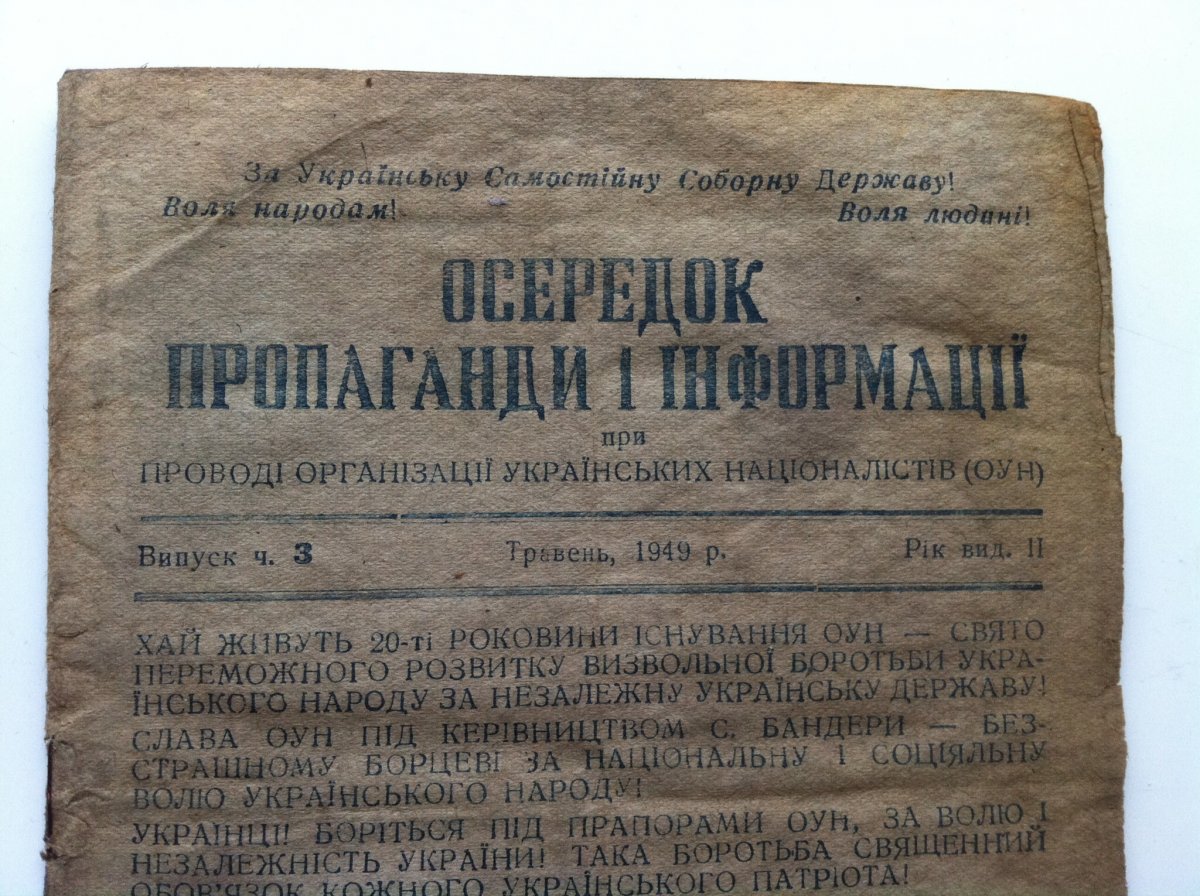 За Українську Самостійну Соборну Державу!
Воля народам! Воля людині!
ОСЕРЕДОК
ПРОПАГАНДИ І ІНФОРМАЦІЇ
при
ПРОВОДІ ОРГАНІЗАЦІЇ УКРАЇНСЬКИХ НАЦІОНАЛІСТІВ (ОУН)
Випуск ч. 3 Травень, 1949 р. Рік вид. II
ХАЙ ЖИВУТЬ 20-ті РОКОВИНИ ІСНУВАННЯ ОУН — СВЯТО
ПЕРЕМОЖНОГО РОЗВИТКУ ВИЗВОЛЬНОЇ БОРОТЬБИ УКРА-
ЇНСЬКОГО НАРОДУ ЗА НЕЗАЛЕЖНУ УКРАЇНСЬКУ ДЕРЖАВУ!
СЛАВА ОУН ПІД КЕРІВНИЦТВОМ С. БАНДЕРИ — БЕЗ-
СТРАШНОМУ БОРЦЕВІ ЗА НАЦІОНАЛЬНУ І СОЦІЯЛЬНУ
ВОЛЮ УКРАЇНСЬКОГО НАРОДУ!
УКРАІНЦІ! БОРІТЬСЯ ПІД ПРАПОРАМИ ОУН, ЗА ВОЛЮ І
НЕЗАЛЕЖНІСТЬ УКРАЇНИ! ТАКА БОРОТЬБА СВЯЩЕННИЙ
ОБОВ'ЯЗОК КОЖНОГО УКРАЇНСЬКОГО ПАТРІОТА!